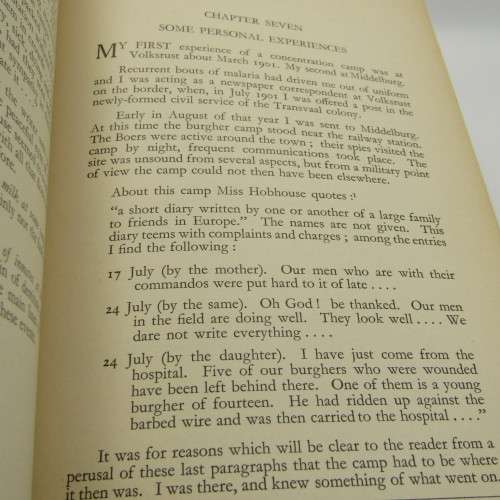 CHAPTER SEVEN
SOME PERSONAL EXPERIENCES
MY FIRST experience of a concentration camp was at
Volksrust about March 1901. My second at Middelburg.
Recurrent bouts of malaria had driven me out of uniform
and I was acting as a newspaper correspondent at Volksrust
on the border, when, in July 1901 I was offered a post in the
newly-formed civil service of the Transvaal colony.
Early in August of that year I was sent to Middelburg.
At this time the burgher camp stood near the railway station.
The Boers were active around the town; their spies visited the
camp by night, frequent communications took place. The
site was unsound from several aspects, but from a military point
of view the camp could not then have been elsewhere.
About this camp Miss Hobhouse quotes:¹
"a short diary written by one or another of a large family
to friends in Europe." The names are not given. This
diary teems with complaints and charges; among the entries
I find the following:
17 July (by the mother). Our men who are with their
commandos were put hard to it of late ....
24 July (by the same). Oh God! be thanked. Our men
in the field are doing well. They look well .... We
dare not write everything ....
24 July (by the daughter). I have just come from the
hospital. Five of our burghers who were wounded
have been left behind there. One of them is a young
burgher of fourteen. He had ridden up against the
barbed wire and was then carried to the hospital ...."
It was for reasons which will be clear to the reader from a
perusal of these last paragraphs that the camp had to be where
it then was. I was there, and knew something of what went on.